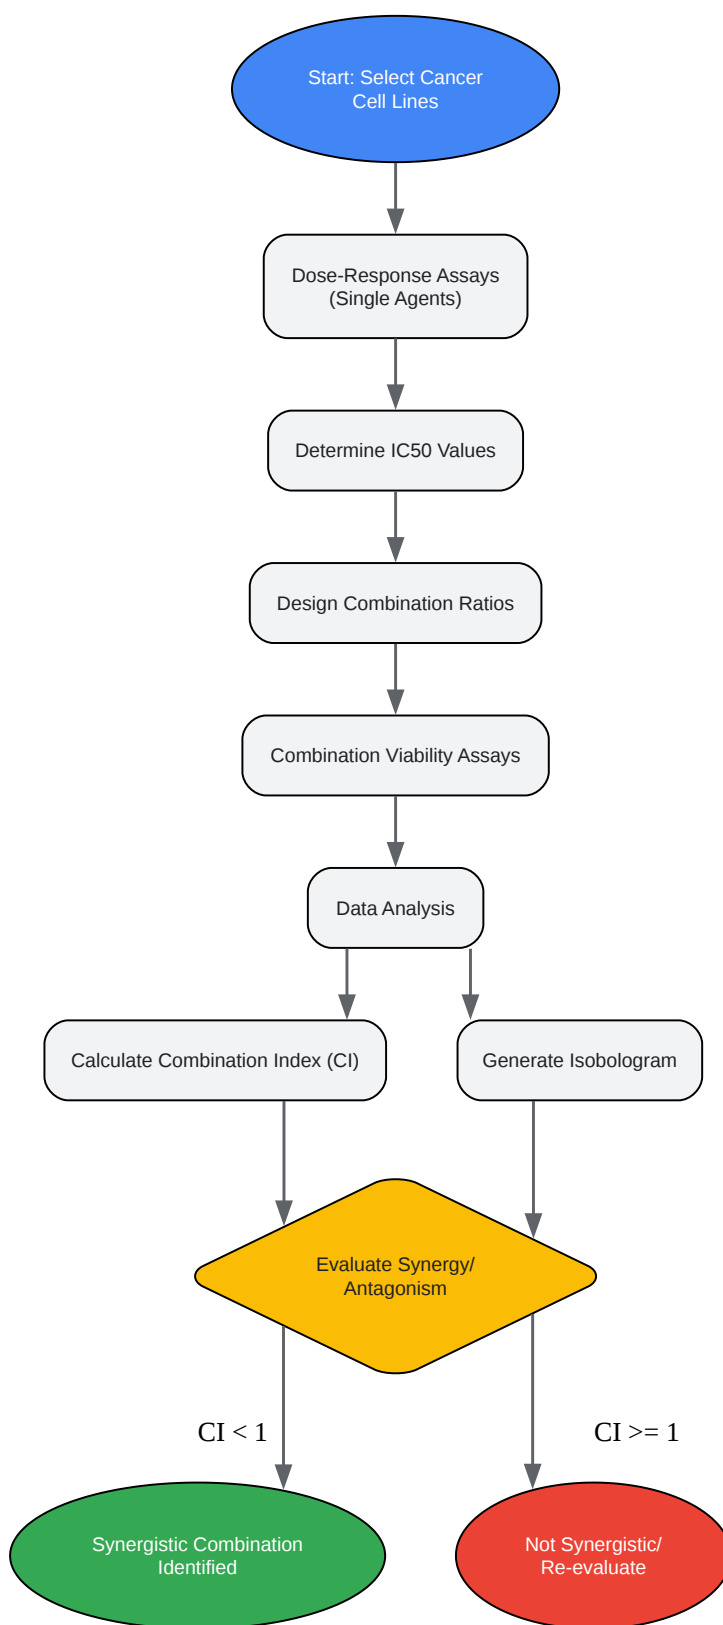 Start: Select Cancer
Cell Lines
Dose-Response Assays
(Single Agents)
Determine IC50 Values
Design Combination Ratios
Combination Viability Assays
Data Analysis
Calculate Combination Index (CI)
Generate Isobologram
Evaluate Synergy/
Antagonism
CI < 1
CI >= 1
Synergistic Combination
Identified
Not Synergistic/
Re-evaluate